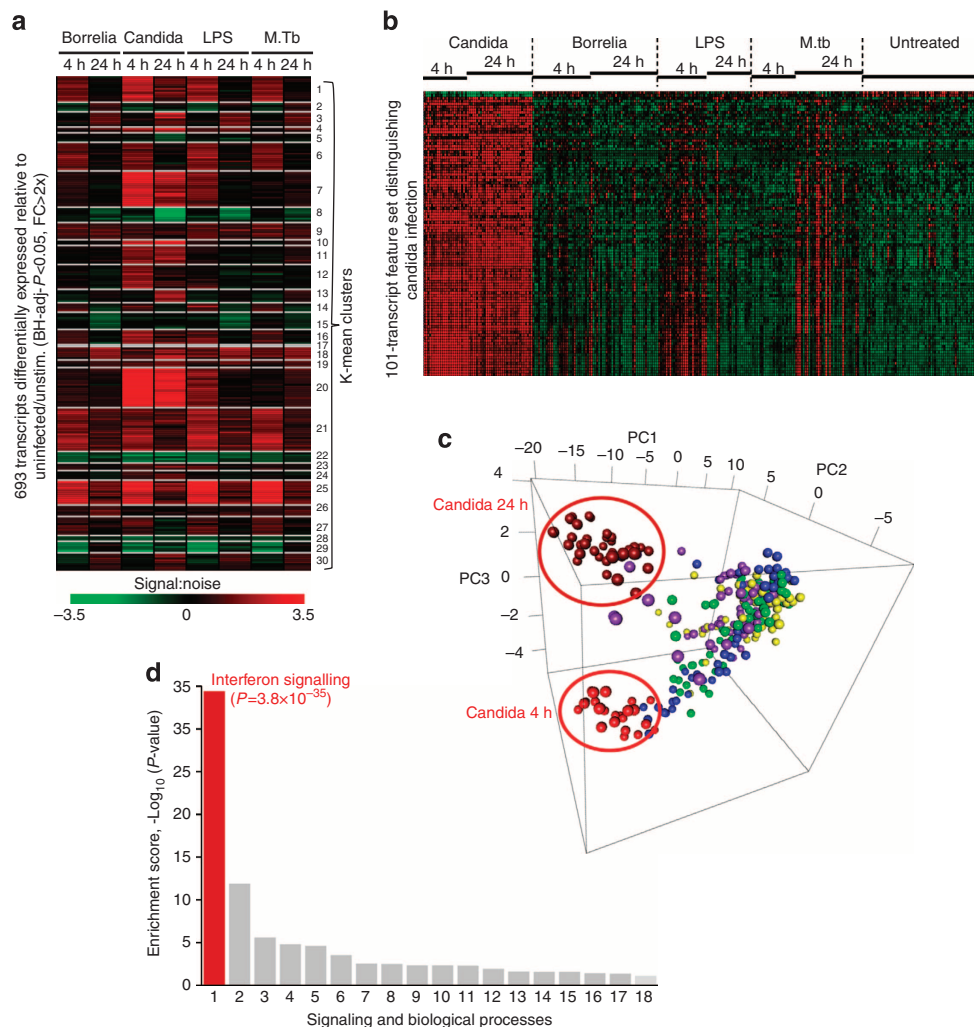 a
Borrelia Candida LPS M.Tb
4 h 24 h 4 h 24 h 4 h 24 h 4 h 24 h
693 transcripts differentially expressed relative to
uninfected/unstim. (BH-adj-P<0.05, FC>2x)
1
2
3
4
5
6
7
8
9
10
11
12
13
14
15
16
17
18
19
20
21
22
23
24
25
26
27
28
29
30
K-mean clusters
Signal:noise
–3.5 0 3.5
b
Candida Borrelia LPS M.tb Untreated
4 h 24 h 4 h 24 h 4 h 24 h 4 h 24 h
101-transcript feature set distinguishing
candida infection
c
PC1
–20 –15 –10 –5 0 5 10
PC2
5 0 –5
PC3
4
2
0
–2
–4
Candida 24 h
Candida 4 h
d
Interferon signalling
(P=3.8×10–35)
Enrichment score, -Log10 (P-value)
35
35
20
15
10
5
0
1 2 3 4 5 6 7 8 9 10 11 12 13 14 15 16 17 18
Signaling and biological processes